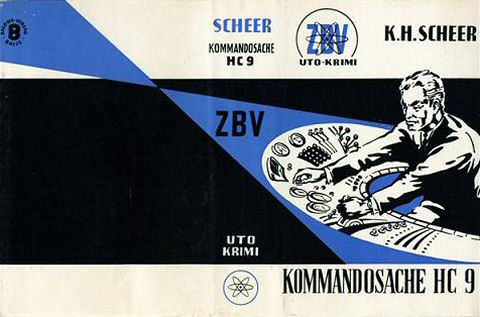 B
SCHEER
KOMMANDOSACHE
HC 9
ZBV
UTO KRIMI
ZBV
UTO-KRIMI
K.H. SCHEER
KOMMANDOSACHE HC 9